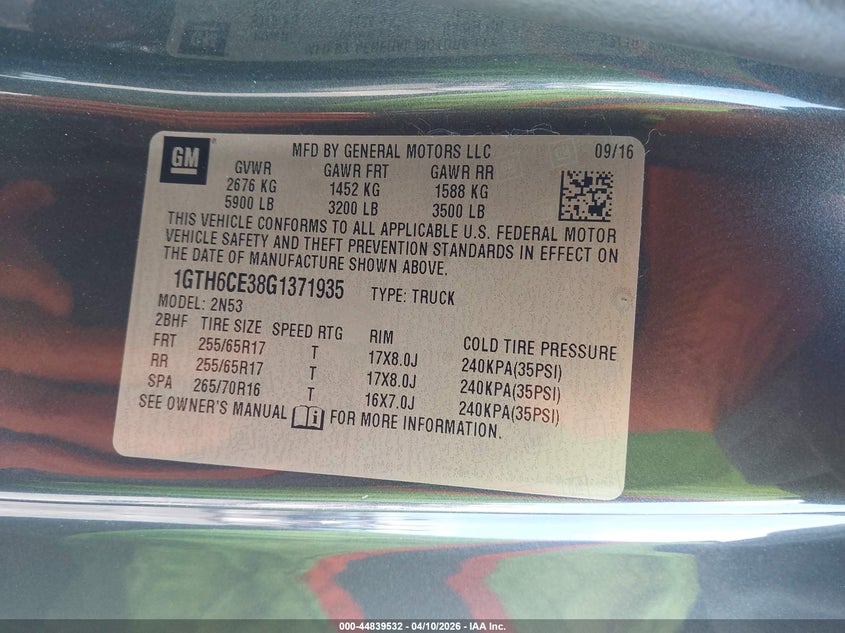 GM
MFD BY GENERAL MOTORS LLC 09/16
GVWR GAWR FRT GAWR RR
2676 KG 1452 KG 1588 KG
5900 LB 3200 LB 3500 LB
THIS VEHICLE CONFORMS TO ALL APPLICABLE U.S. FEDERAL MOTOR
VEHICLE SAFETY AND THEFT PREVENTION STANDARDS IN EFFECT ON
THE DATE OF MANUFACTURE SHOWN ABOVE.
1GTH6CE38G1371935 TYPE: TRUCK
MODEL: 2N53
2BHF TIRE SIZE SPEED RTG RIM COLD TIRE PRESSURE
FRT 255/65R17 T 17X8.0J 240KPA(35PSI)
RR 255/65R17 T 17X8.0J 240KPA(35PSI)
SPA 265/70R16 T 16X7.0J 240KPA(35PSI)
SEE OWNER'S MANUAL FOR MORE INFORMATION.
000-44839532 - 04/10/2026 - IAA Inc.